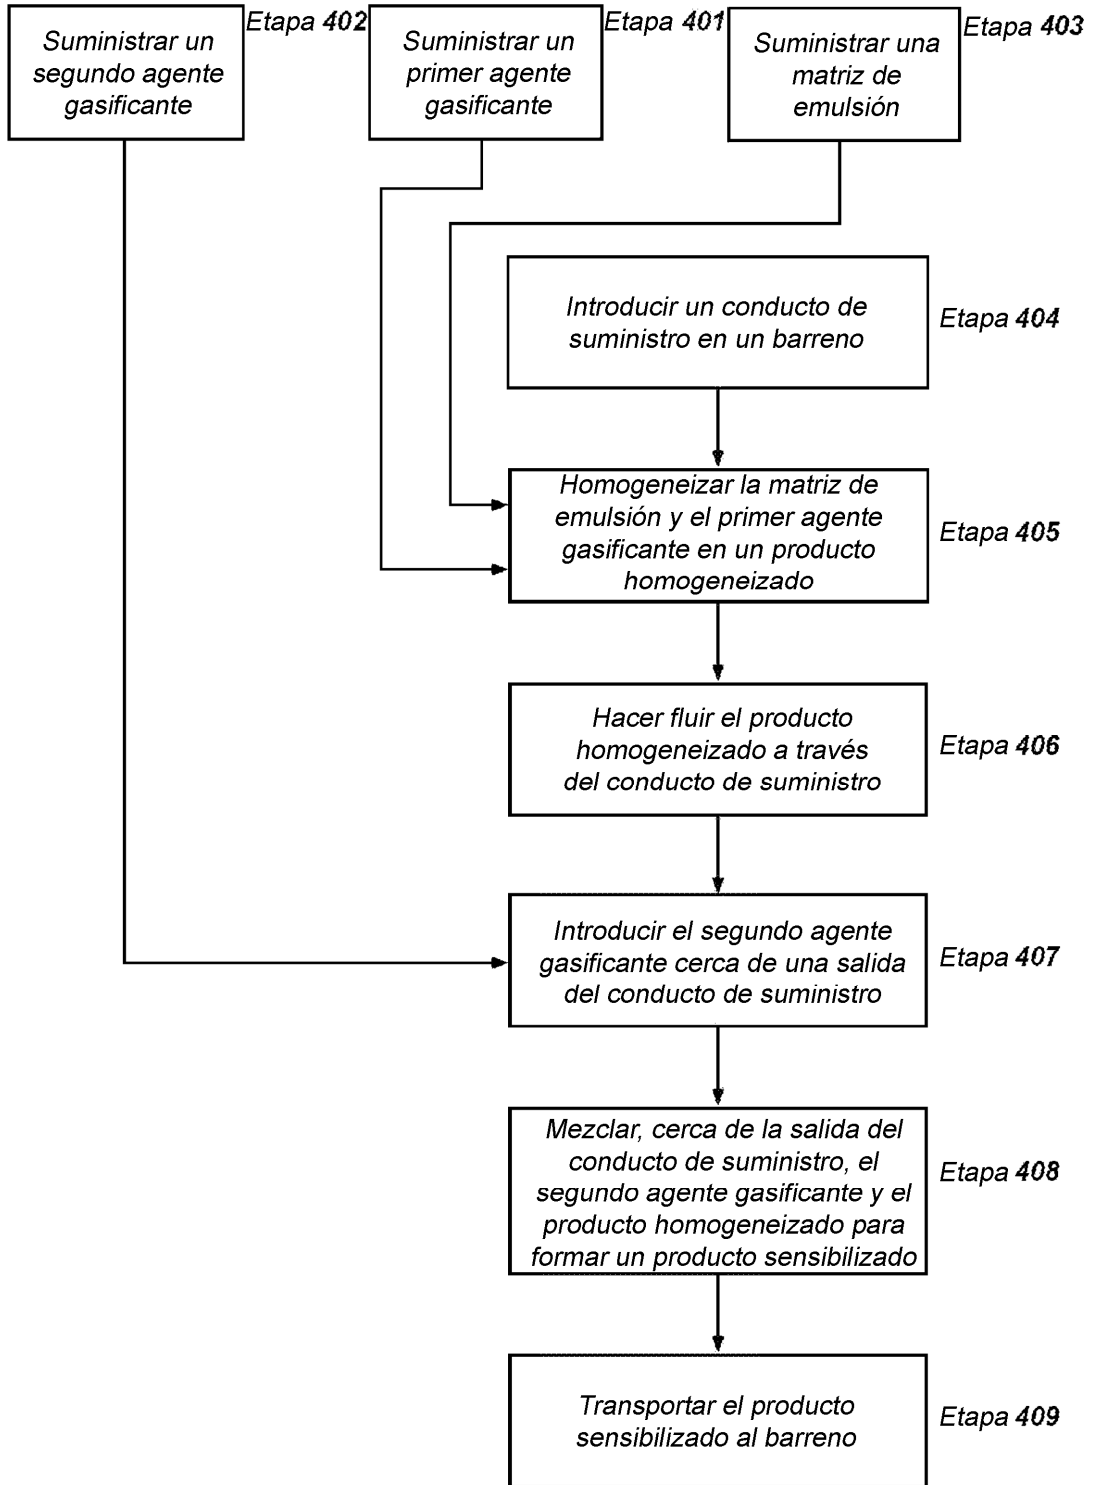 Suministrar un
segundo agente
gasificante
Etapa 402
Suministrar un
primer agente
gasificante
Etapa 401
Suministrar una
matriz de
emulsión
Etapa 403
Introducir un conducto de
suministro en un barreno
Etapa 404
Homogeneizar la matriz de
emulsión y el primer agente
gasificante en un producto
homogeneizado
Etapa 405
Hacer fluir el producto
homogeneizado a través
del conducto de suministro
Etapa 406
Introducir el segundo agente
gasificante cerca de una salida
del conducto de suministro
Etapa 407
Mezclar, cerca de la salida del
conducto de suministro, el
segundo agente gasificante y el
producto homogeneizado para
formar un producto sensibilizado
Etapa 408
Transportar el producto
sensibilizado al barreno
Etapa 409